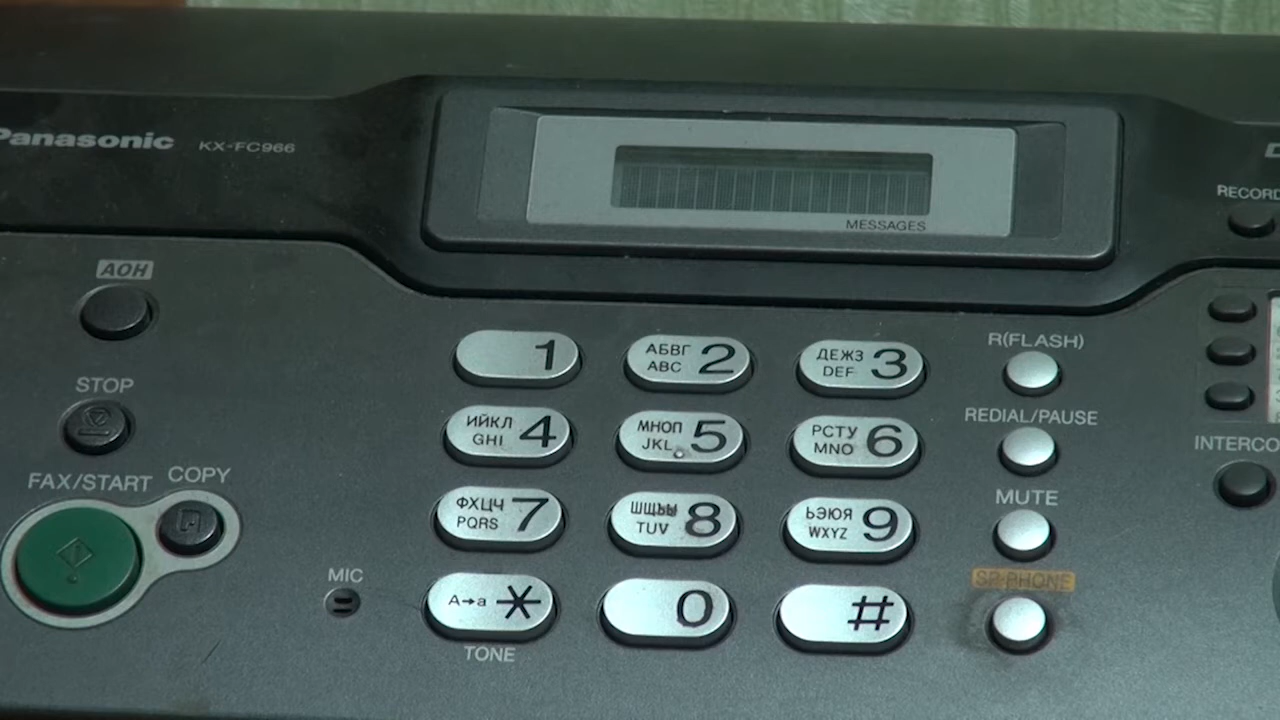 Panasonic KX-FC966
MESSAGES
RECORD
АОН
STOP
FAX/START
COPY
MIC
1
АБВГ
ABC
2
ДЕЖЗ
DEF
3
ИЙКЛ
GHI
4
МНОП
JKL
5
РСТУ
MNO
6
ФХЦЧ
PQRS
7
ШЩЪЫ
TUV
8
ЬЭЮЯ
WXYZ
9
A→a
*
TONE
0
#
R(FLASH)
REDIAL/PAUSE
MUTE
SP-PHONE
INTERCO